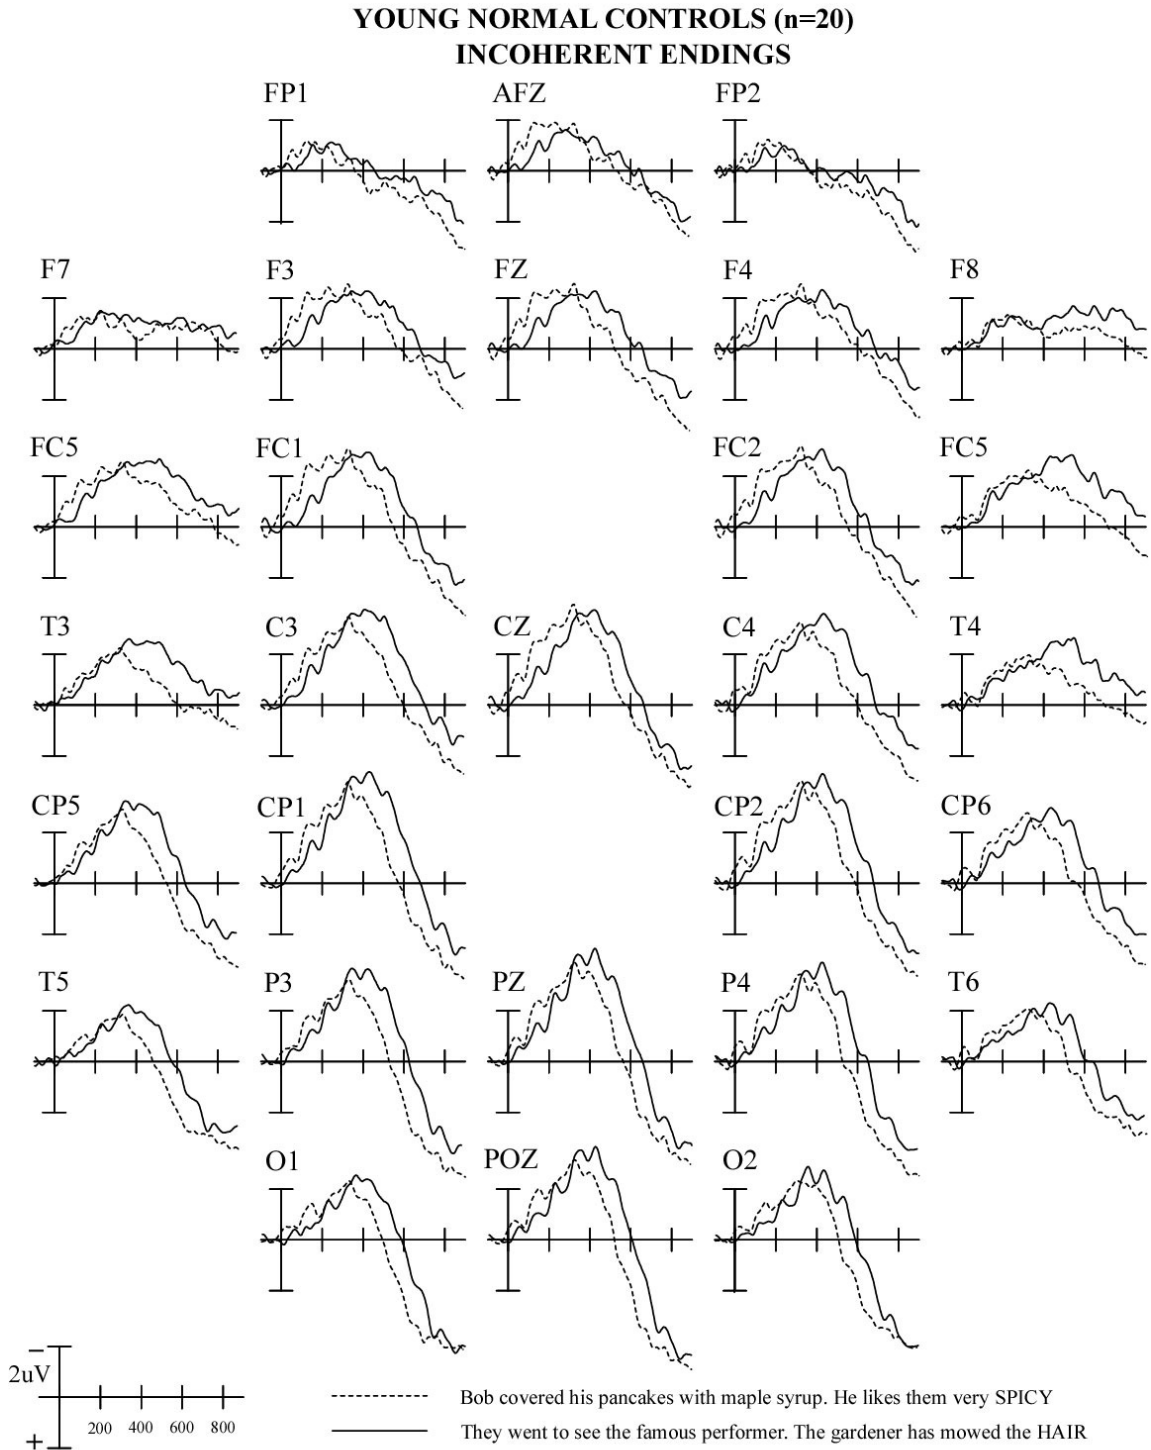 YOUNG NORMAL CONTROLS (n=20)
INCOHERENT ENDINGS
FP1 AFZ FP2
F7 F3 FZ F4 F8
FC5 FC1 FC2 FC5
T3 C3 CZ C4 T4
CP5 CP1 CP2 CP6
T5 P3 PZ P4 T6
O1 POZ O2
−
2uV
+
200 400 600 800
Bob covered his pancakes with maple syrup. He likes them very SPICY
They went to see the famous performer. The gardener has mowed the HAIR